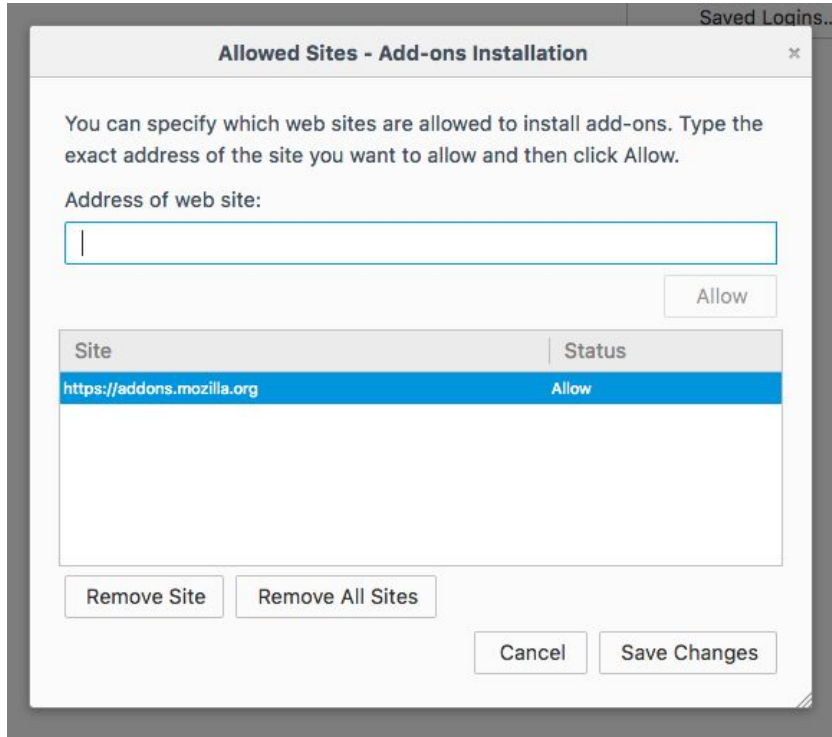 Saved Logins...
Allowed Sites - Add-ons Installation
You can specify which web sites are allowed to install add-ons. Type the
exact address of the site you want to allow and then click Allow.
Address of web site:
Allow
Site Status
https://addons.mozilla.org Allow
Remove Site Remove All Sites
Cancel Save Changes